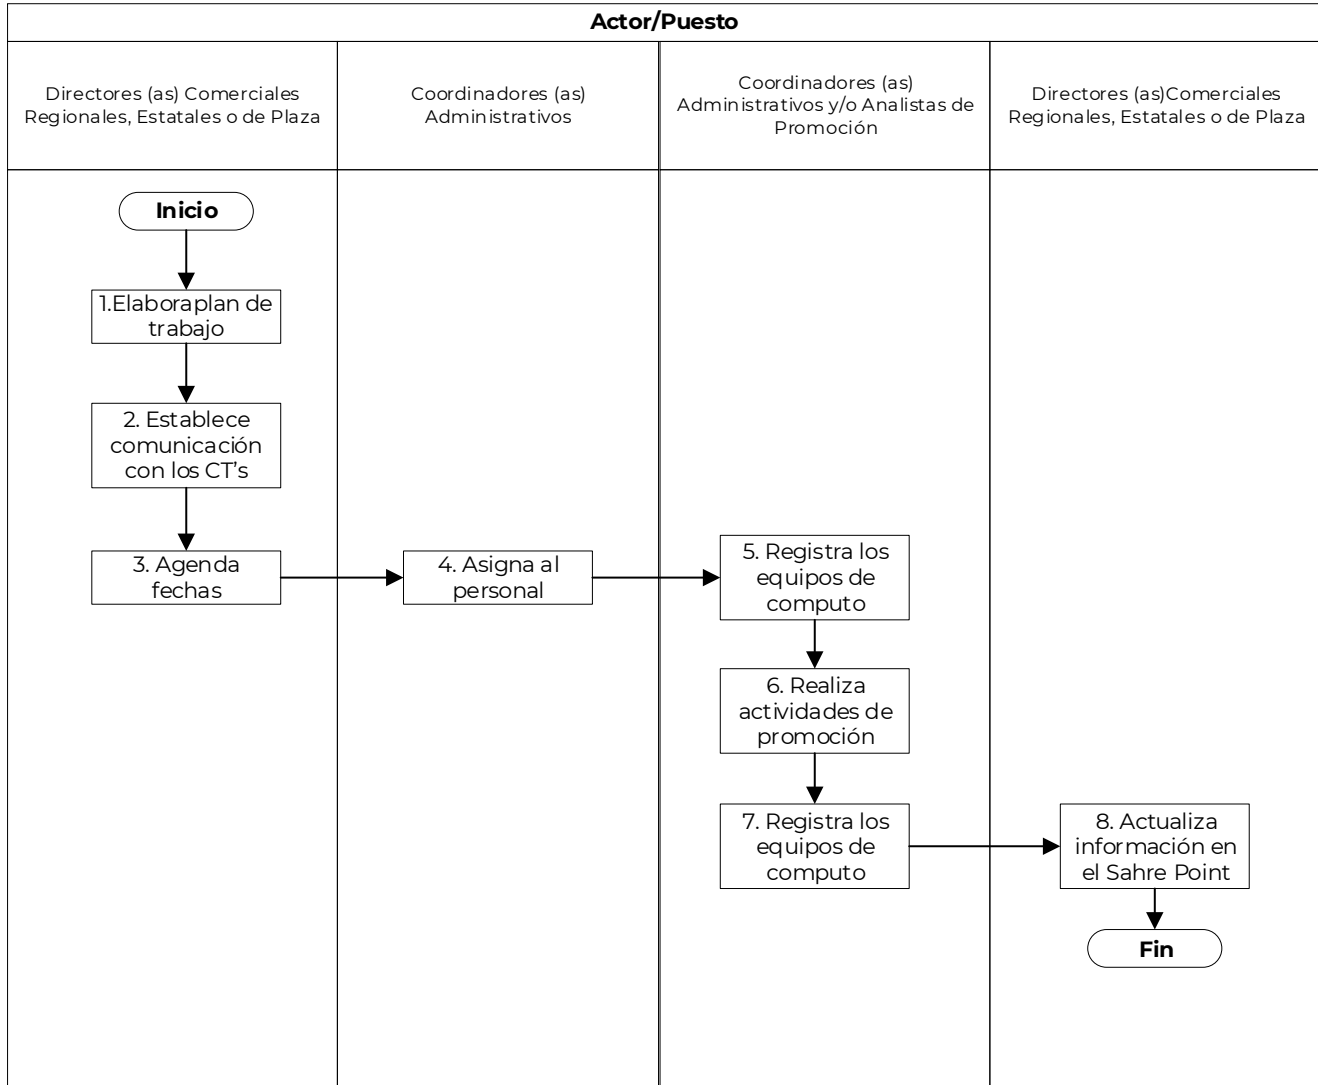 Actor/Puesto
Directores (as) Comerciales
Regionales, Estatales o de Plaza
Coordinadores (as)
Administrativos
Coordinadores (as)
Administrativos y/o Analistas de
Promoción
Directores (as)Comerciales
Regionales, Estatales o de Plaza
Inicio
1.Elaboraplan de
trabajo
2. Establece
comunicación
con los CT’s
3. Agenda
fechas
4. Asigna al
personal
5. Registra los
equipos de
computo
6. Realiza
actividades de
promoción
7. Registra los
equipos de
computo
8. Actualiza
información en
el Sahre Point
Fin